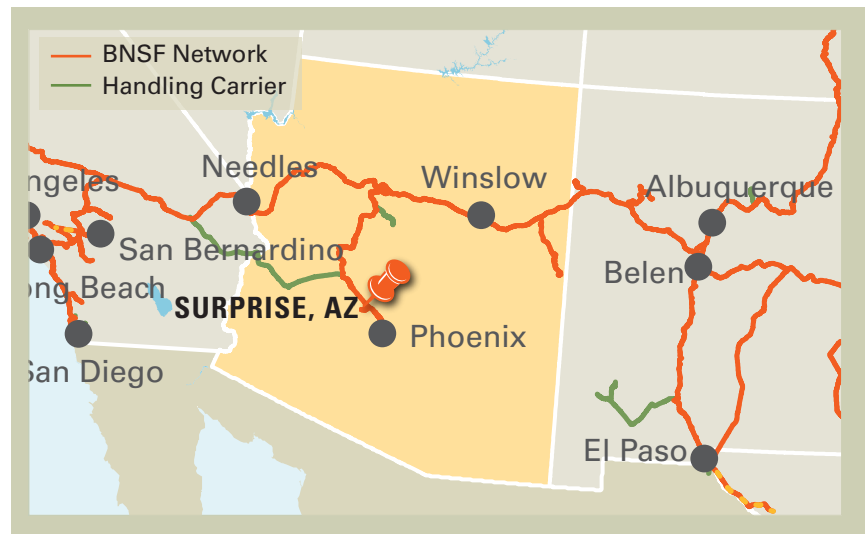 BNSF Network
Handling Carrier
Needles
Winslow
ngeles
Albuquerque
San Bernardino
Belen
ong Beach
SURPRISE, AZ
Phoenix
San Diego
El Paso